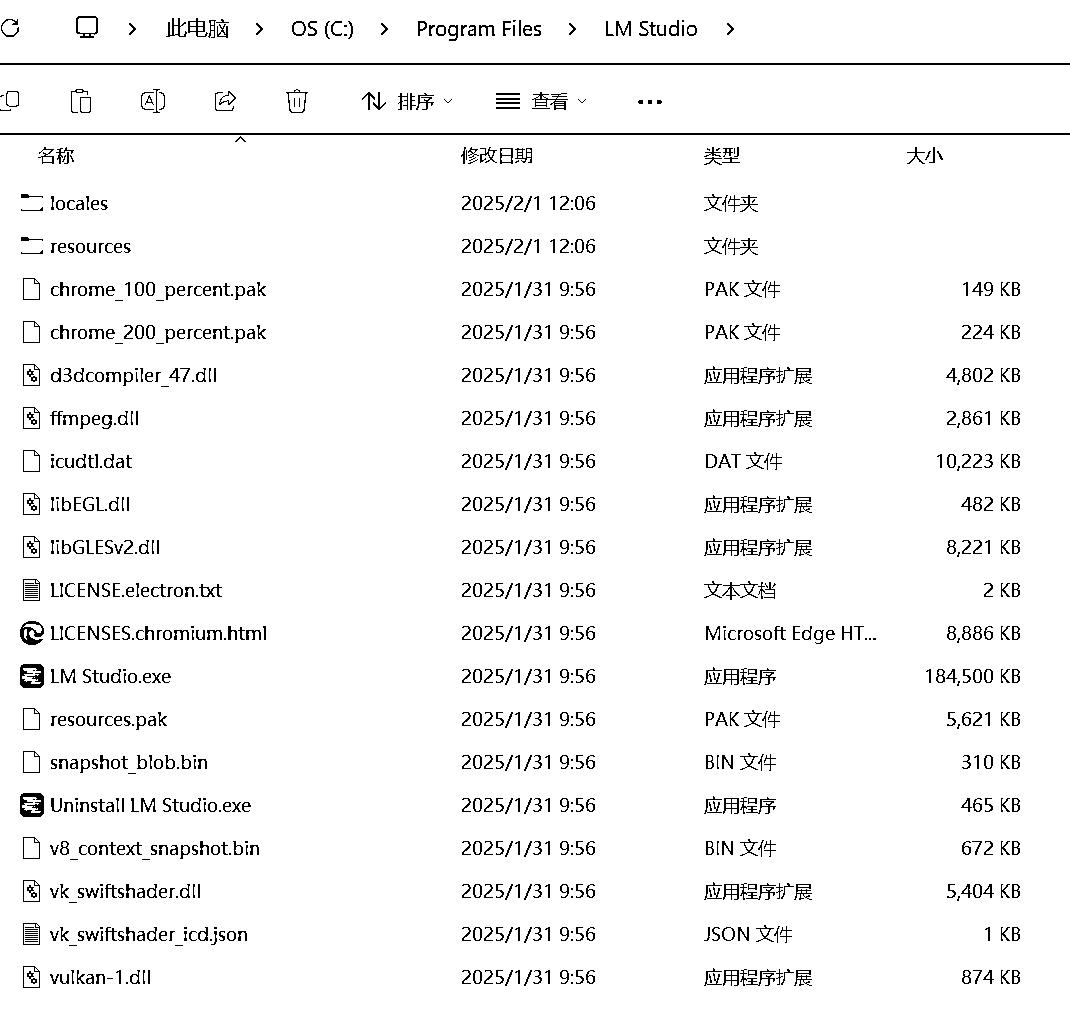 此电脑 > OS (C:) > Program Files > LM Studio >
排序 查看
名称 修改日期 类型 大小
locales 2025/2/1 12:06 文件夹
resources 2025/2/1 12:06 文件夹
chrome_100_percent.pak 2025/1/31 9:56 PAK 文件 149 KB
chrome_200_percent.pak 2025/1/31 9:56 PAK 文件 224 KB
d3dcompiler_47.dll 2025/1/31 9:56 应用程序扩展 4,802 KB
ffmpeg.dll 2025/1/31 9:56 应用程序扩展 2,861 KB
icudtl.dat 2025/1/31 9:56 DAT 文件 10,223 KB
libEGL.dll 2025/1/31 9:56 应用程序扩展 482 KB
libGLESv2.dll 2025/1/31 9:56 应用程序扩展 8,221 KB
LICENSE.electron.txt 2025/1/31 9:56 文本文档 2 KB
LICENSES.chromium.html 2025/1/31 9:56 Microsoft Edge HT... 8,886 KB
LM Studio.exe 2025/1/31 9:56 应用程序 184,500 KB
resources.pak 2025/1/31 9:56 PAK 文件 5,621 KB
snapshot_blob.bin 2025/1/31 9:56 BIN 文件 310 KB
Uninstall LM Studio.exe 2025/1/31 9:56 应用程序 465 KB
v8_context_snapshot.bin 2025/1/31 9:56 BIN 文件 672 KB
vk_swiftshader.dll 2025/1/31 9:56 应用程序扩展 5,404 KB
vk_swiftshader_icd.json 2025/1/31 9:56 JSON 文件 1 KB
vulkan-1.dll 2025/1/31 9:56 应用程序扩展 874 KB